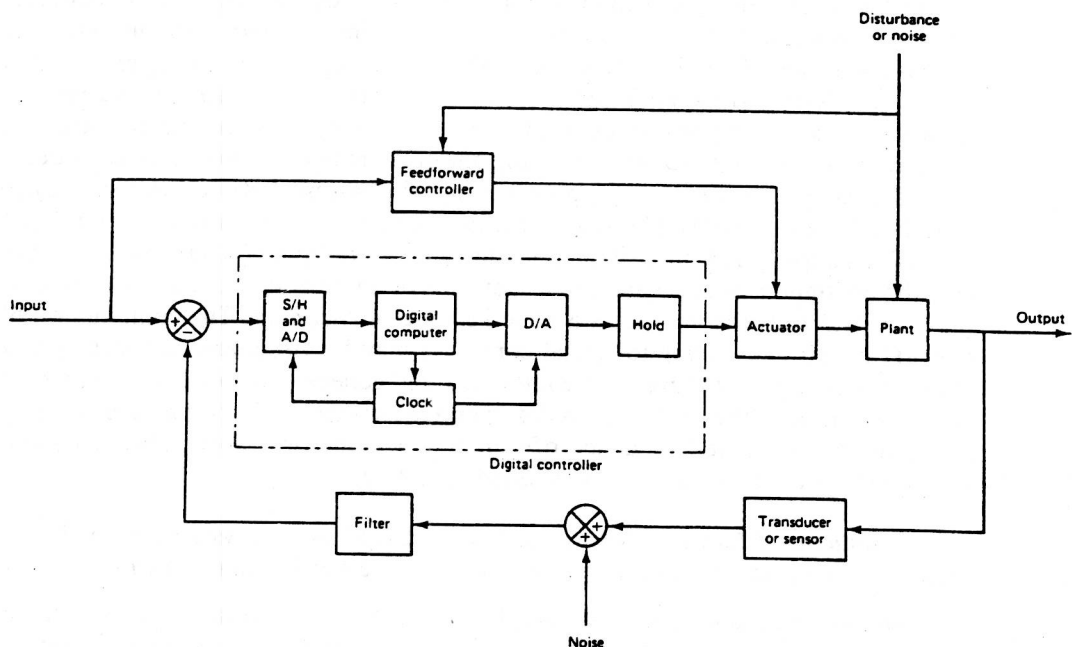 Disturbance
or noise
Feedforward
controller
Input
+
−
S/H
and
A/D
Digital
computer
D/A
Hold
Actuator
Plant
Output
Clock
Digital controller
Filter
+
+
Transducer
or sensor
Noise